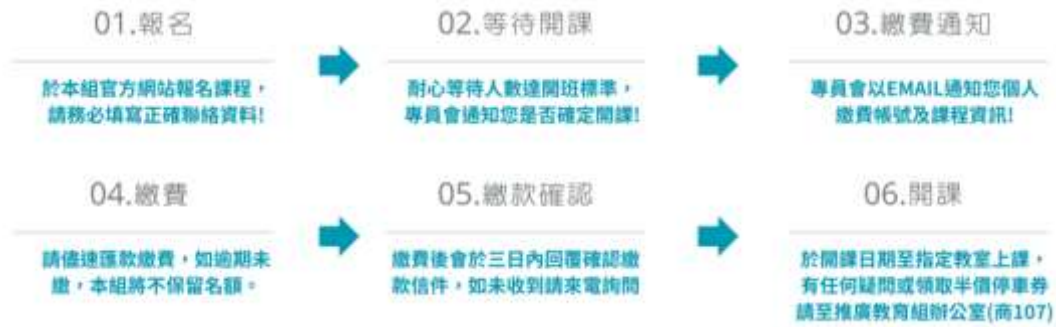 01.報名
於本組官方網站報名課程，
請務必填寫正確聯絡資料!
02.等待開課
耐心等待人數達開班標準，
專員會通知您是否確定開課!
03.繳費通知
專員會以EMAIL通知您個人
繳費帳號及課程資訊!
04.繳費
請儘速匯款繳費，如逾期未
繳，本組將不保留名額。
05.繳款確認
繳費後會於三日內回覆確認繳
款信件，如未收到請來電詢問
06.開課
於開課日期至指定教室上課，
有任何疑問或領取半價停車券
請至推廣教育組辦公室(商107)